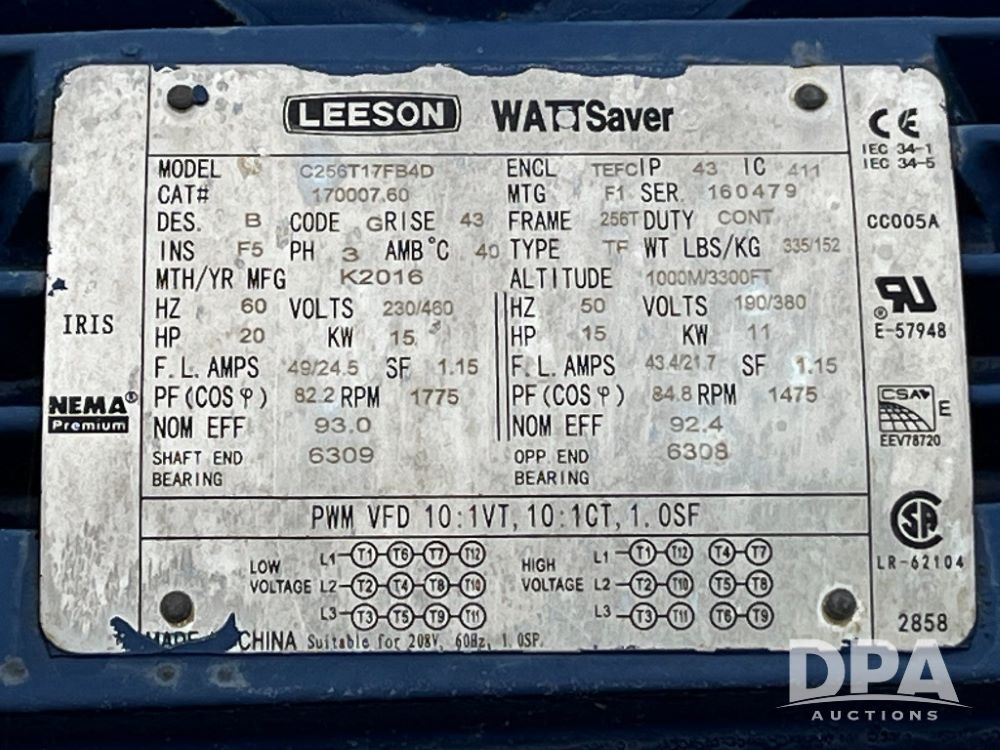 LEESON WATTSaver
MODEL C256T17FB4D ENCL TEFC IP 43 IC 411
CAT# 170007.60 MTG F1 SER. 160479
DES. B CODE G RISE 43 FRAME 256T DUTY CONT
INS F5 PH 3 AMB°C 40 TYPE TF WT LBS/KG 335/152
MTH/YR MFG K2016 ALTITUDE 1000M/3300FT
HZ 60 VOLTS 230/460 HZ 50 VOLTS 190/380
HP 20 KW 15 HP 15 KW 11
F.L. AMPS 49/24.5 SF 1.15 F.L. AMPS 43.4/21.7 SF 1.15
PF(COS φ) 82.2 RPM 1775 PF(COS φ) 84.8 RPM 1475
NOM EFF 93.0 NOM EFF 92.4
SHAFT END 6309 OPP. END 6308
BEARING BEARING
PWM VFD 10:1VT, 10:1CT, 1.0SF
LOW VOLTAGE
L1 T1 T6 T7 T12
L2 T2 T4 T8 T10
L3 T3 T5 T9 T11
HIGH VOLTAGE
L1 T1 T12 T4 T7
L2 T2 T10 T5 T8
L3 T3 T11 T6 T9
MADE CHINA Suitable for 208V, 60Hz, 1.0SF.
IRIS
NEMA®
Premium
CE
IEC 34-1
IEC 34-5
CC005A
RU®
E-57948
CSA E
EEV78720
SA
LR-62104
2858
DPA
AUCTIONS